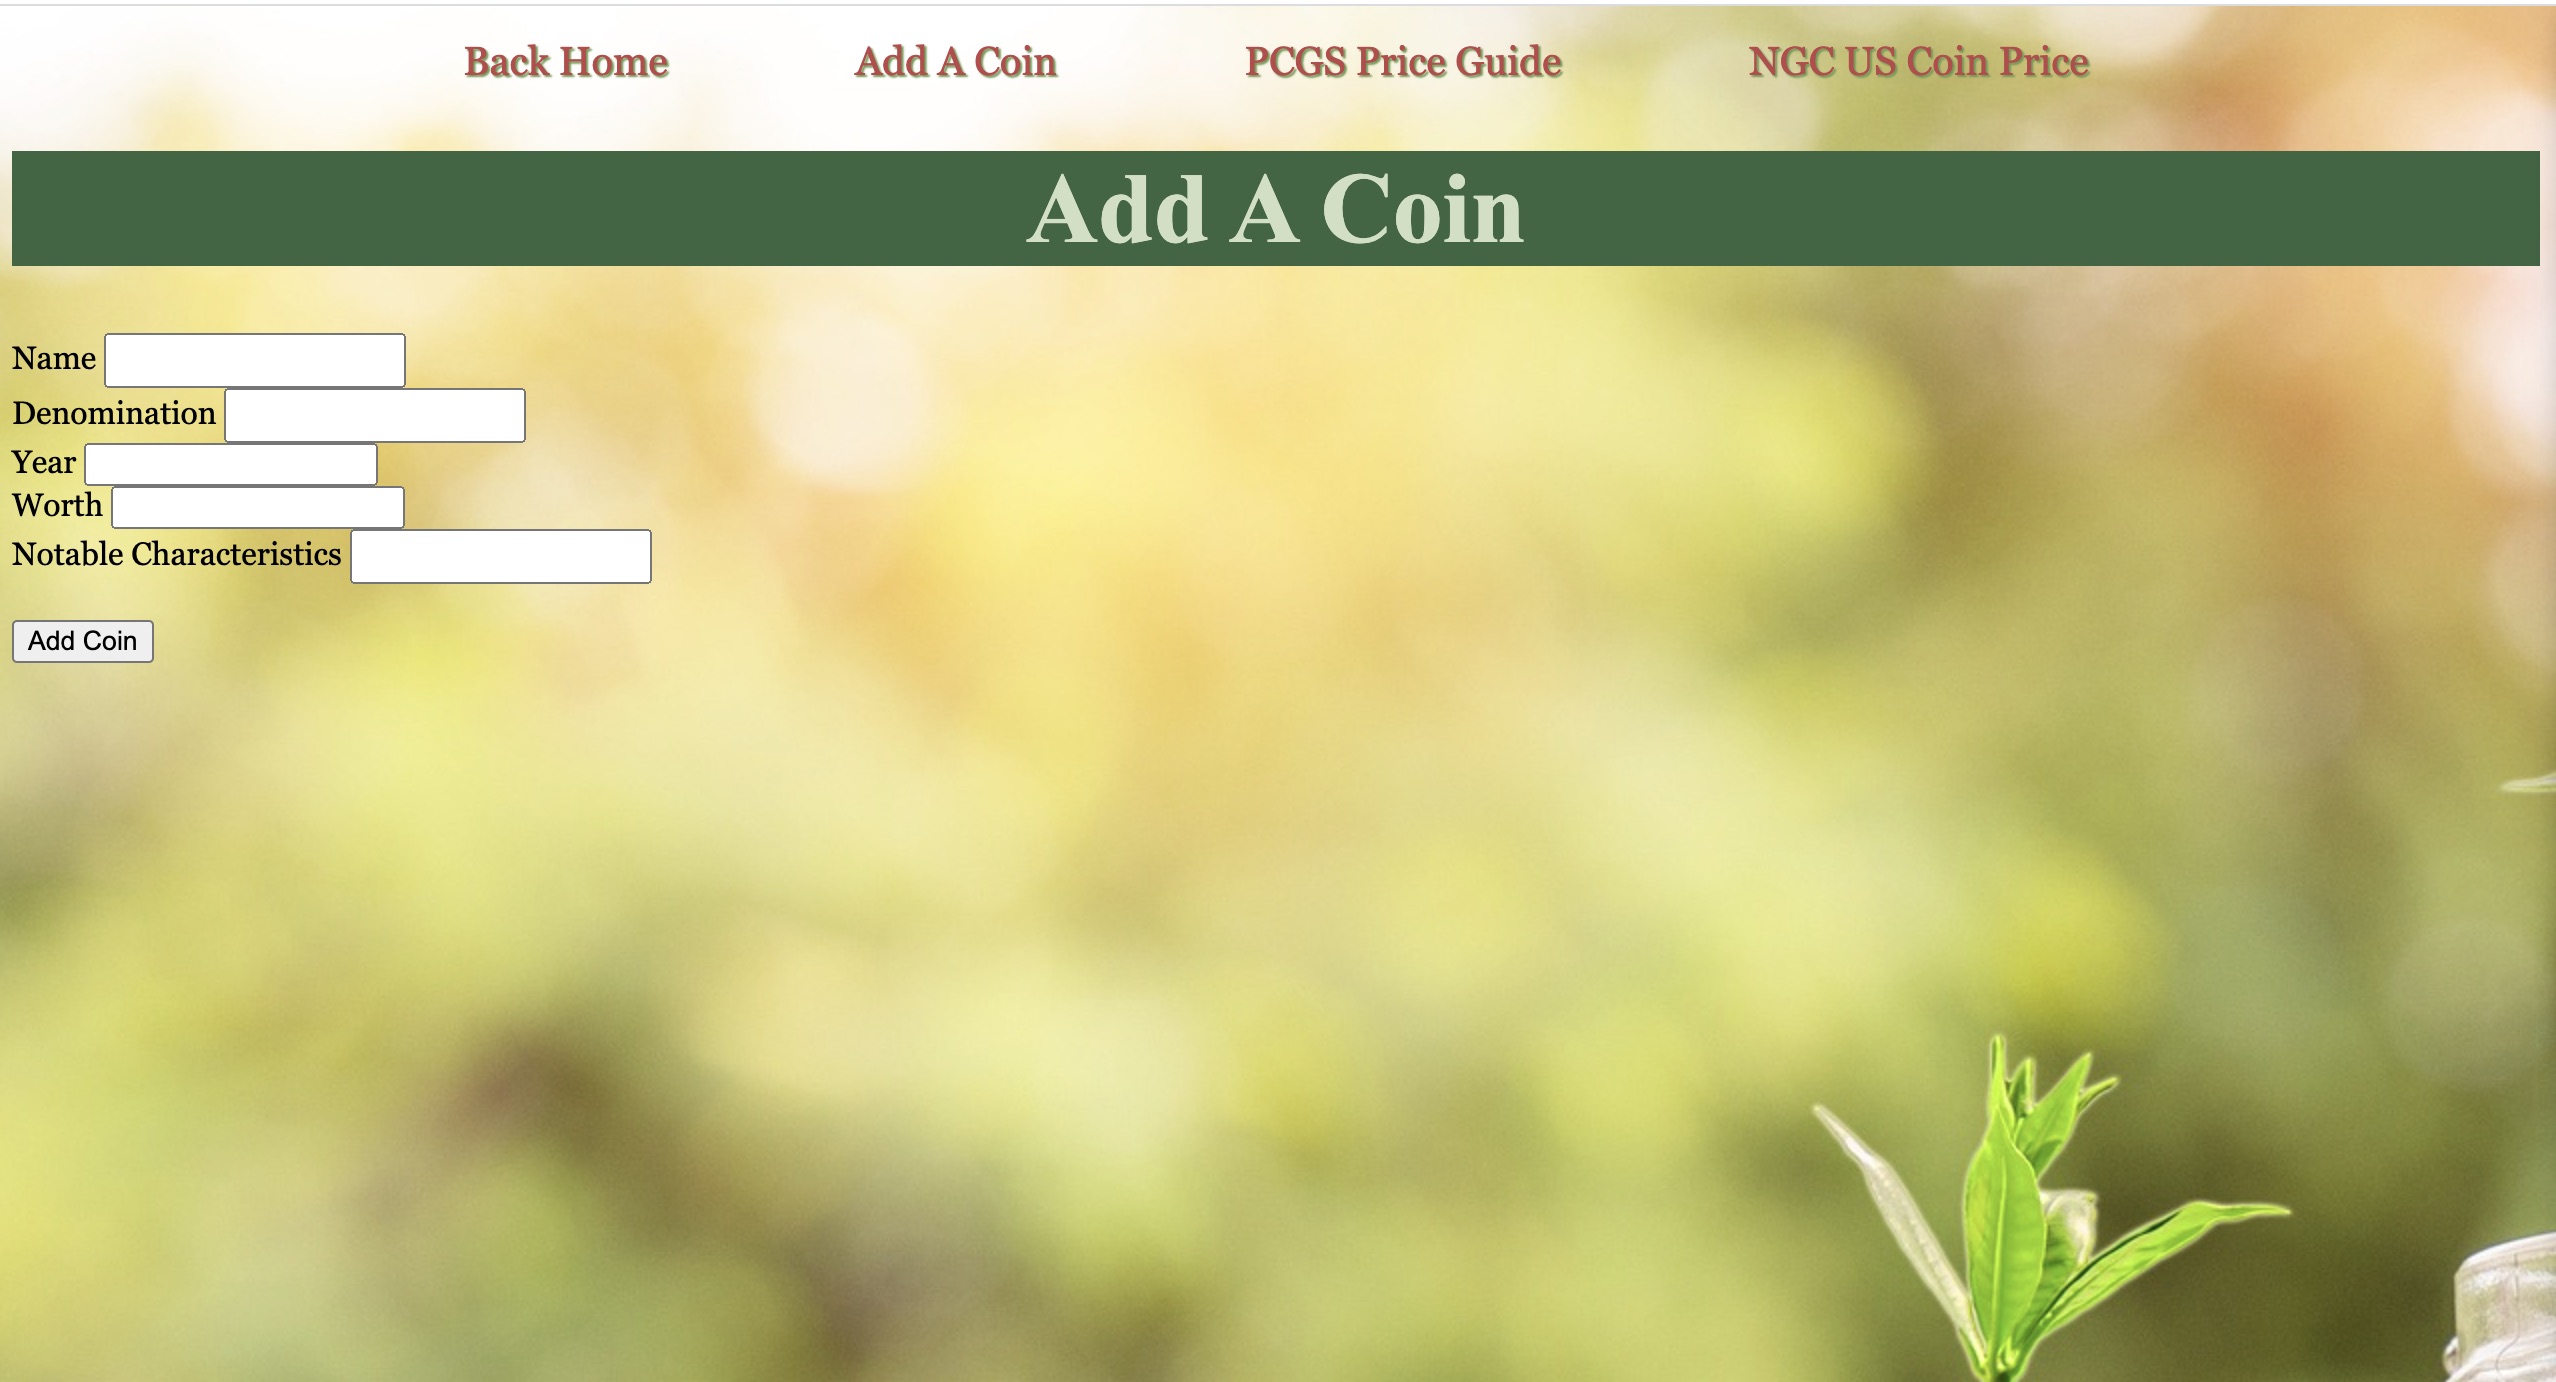 Back Home Add A Coin PCGS Price Guide NGC US Coin Price
Add A Coin
Name
Denomination
Year
Worth
Notable Characteristics
Add Coin